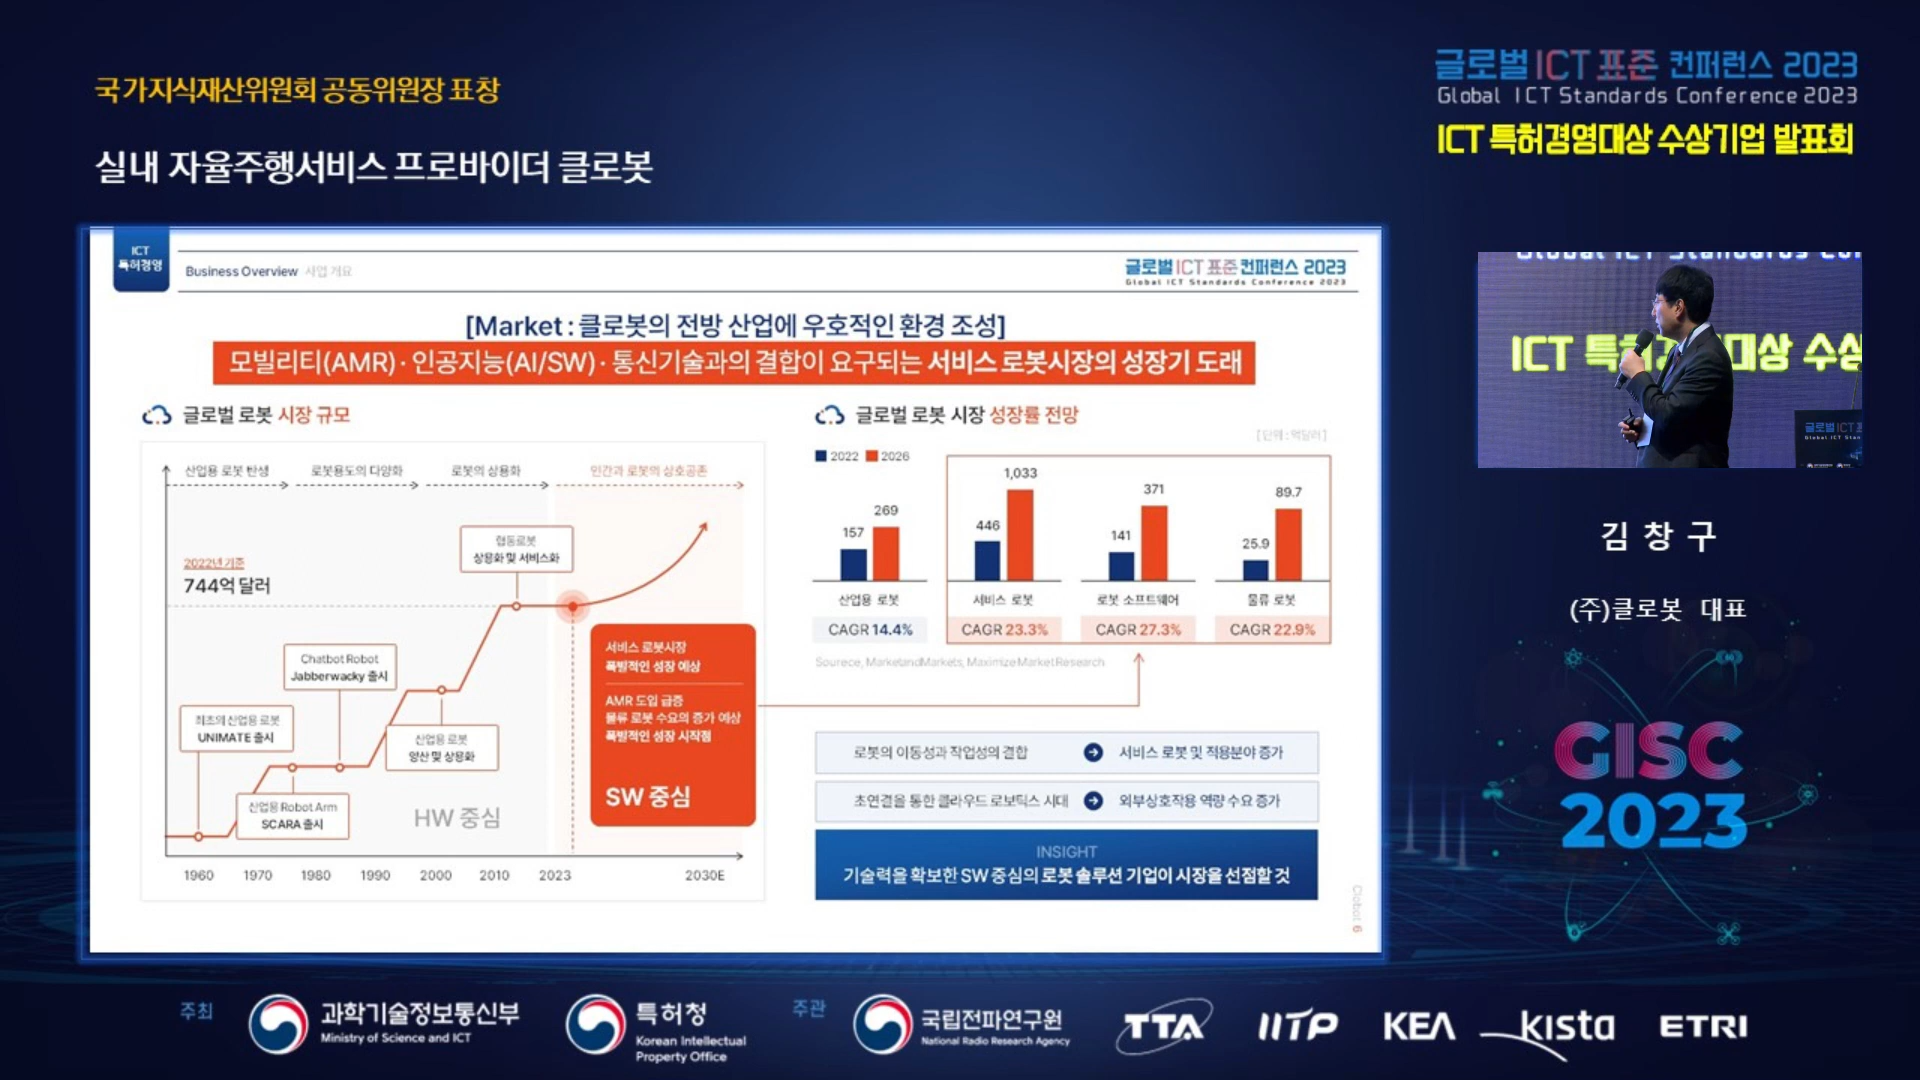 국가지식재산위원회 공동위원장 표창
실내 자율주행서비스 프로바이더 클로봇
글로벌 ICT 표준 컨퍼런스 2023
Global ICT Standards Conference 2023
ICT 특허경영대상 수상기업 발표회
ICT
특허경영
Business Overview 사업 개요
글로벌 ICT 표준 컨퍼런스 2023
Global ICT Standards Conference 2023
[Market : 클로봇의 전방 산업에 우호적인 환경 조성]
모빌리티(AMR) · 인공지능(AI/SW) · 통신기술과의 결합이 요구되는 서비스 로봇시장의 성장기 도래
글로벌 로봇 시장 규모
산업용 로봇 탄생
로봇용도의 다양화
로봇의 상용화
인간과 로봇의 상호공존
2022년 기준
744억 달러
협동로봇
상용화 및 서비스화
Chatbot Robot
Jabberwacky 출시
최초의 산업용 로봇
UNIMATE 출시
산업용 로봇
양산 및 상용화
산업용 Robot Arm
SCARA 출시
HW 중심
서비스 로봇시장
폭발적인 성장 예상
AMR 도입 급증
물류 로봇 수요의 증가 예상
폭발적인 성장 시작점
SW 중심
1960 1970 1980 1990 2000 2010 2023 2030E
글로벌 로봇 시장 성장률 전망
[단위 : 억달러]
2022 2026
157 269
446 1,033
141 371
25.9 89.7
산업용 로봇 서비스 로봇 로봇 소프트웨어 물류 로봇
CAGR 14.4% CAGR 23.3% CAGR 27.3% CAGR 22.9%
Sourece, MarketandMarkets, Maximize Market Research
로봇의 이동성과 작업성의 결합 서비스 로봇 및 적용분야 증가
초연결을 통한 클라우드 로보틱스 시대 외부상호작용 역량 수요 증가
INSIGHT
기술력을 확보한 SW 중심의 로봇 솔루션 기업이 시장을 선점할 것
Clobot 6
ICT 특허경영대상 수상
김 창 구
(주)클로봇 대표
GISC
2023
주최
과학기술정보통신부
Ministry of Science and ICT
특허청
Korean Intellectual
Property Office
주관
국립전파연구원
National Radio Research Agency
TTA
IITP
KEA
kista
ETRI